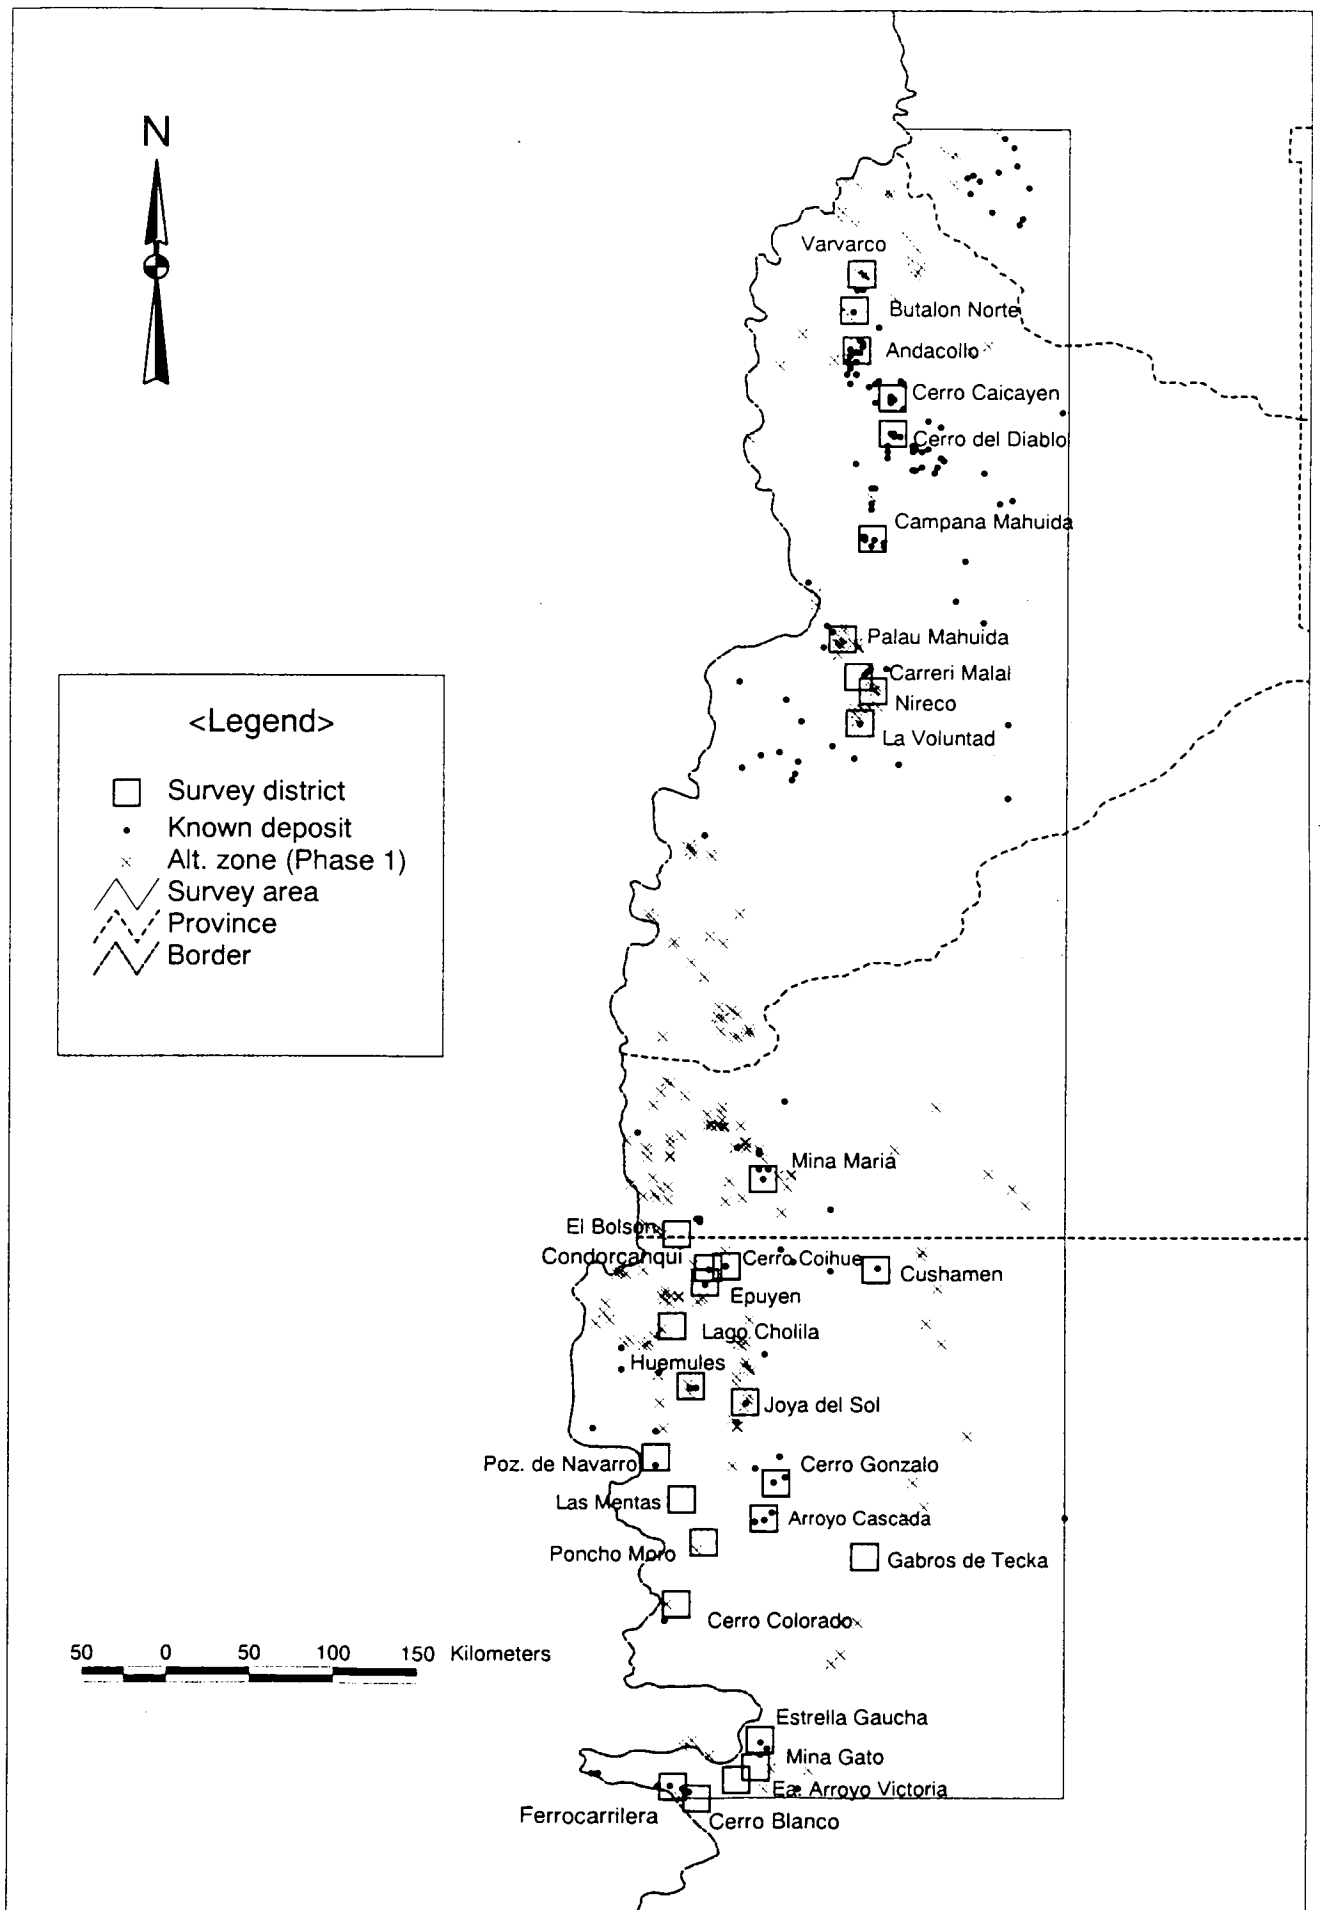 N
Varvarco
Butalon Norte
Andacollo
Cerro Caicayen
Cerro del Diablo
Campana Mahuida
Palau Mahuida
Carreri Malal
Nireco
La Voluntad
<Legend>
Survey district
Known deposit
Alt. zone (Phase 1)
Survey area
Province
Border
Mina Maria
El Bolson
Condorcanqui
Cerro Coihue
Cushamen
Epuyen
Lago Cholila
Huemules
Joya del Sol
Poz. de Navarro
Cerro Gonzalo
Las Mentas
Arroyo Cascada
Poncho Moro
Gabros de Tecka
Cerro Colorado
50 0 50 100 150 Kilometers
Estrella Gaucha
Mina Gato
Ea. Arroyo Victoria
Ferrocarrilera
Cerro Blanco